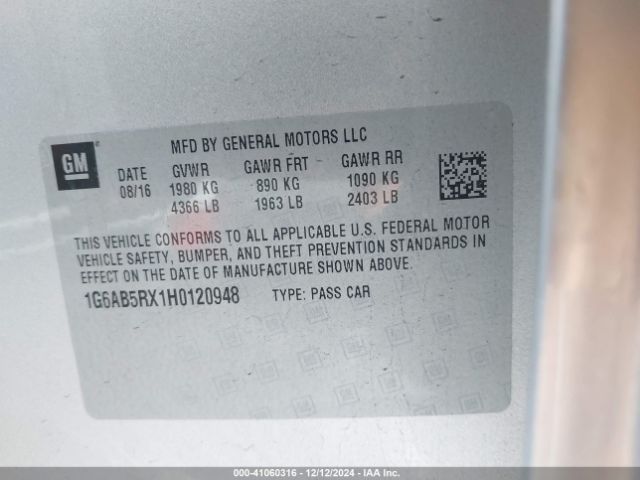 GM
MFD BY GENERAL MOTORS LLC
DATE GVWR GAWR FRT GAWR RR
08/16 1980 KG 890 KG 1090 KG
4366 LB 1963 LB 2403 LB
THIS VEHICLE CONFORMS TO ALL APPLICABLE U.S. FEDERAL MOTOR
VEHICLE SAFETY, BUMPER, AND THEFT PREVENTION STANDARDS IN
EFFECT ON THE DATE OF MANUFACTURE SHOWN ABOVE.
1G6AB5RX1H0120948 TYPE: PASS CAR
000-41060316 - 12/12/2024 - IAA Inc.